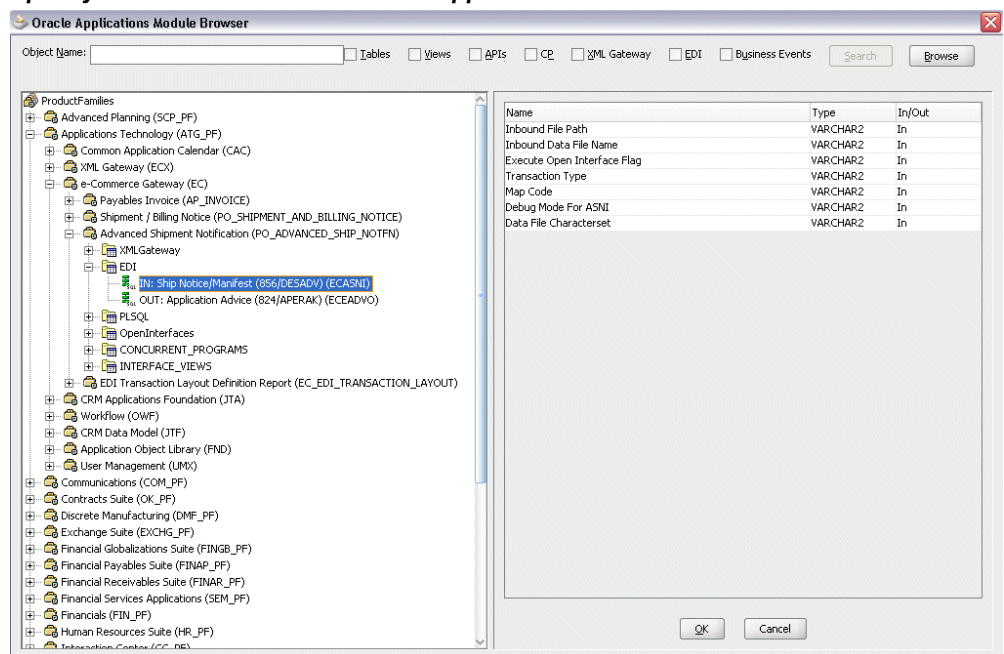 Oracle Applications Module Browser
Object Name: Tables Views APIs CP XML Gateway EDI Business Events Search Browse
ProductFamilies
Advanced Planning (SCP_PF)
Applications Technology (ATG_PF)
Common Application Calendar (CAC)
XML Gateway (ECX)
e-Commerce Gateway (EC)
Payables Invoice (AP_INVOICE)
Shipment / Billing Notice (PO_SHIPMENT_AND_BILLING_NOTICE)
Advanced Shipment Notification (PO_ADVANCED_SHIP_NOTFN)
XMLGateway
EDI
IN: Ship Notice/Manifest (856/DESADV) (ECASNI)
OUT: Application Advice (824/APERAK) (ECEADVO)
PLSQL
OpenInterfaces
CONCURRENT_PROGRAMS
INTERFACE_VIEWS
EDI Transaction Layout Definition Report (EC_EDI_TRANSACTION_LAYOUT)
CRM Applications Foundation (JTA)
Workflow (OWF)
CRM Data Model (JTF)
Application Object Library (FND)
User Management (UMX)
Communications (COM_PF)
Contracts Suite (OK_PF)
Discrete Manufacturing (DMF_PF)
Exchange Suite (EXCHG_PF)
Financial Globalizations Suite (FINGB_PF)
Financial Payables Suite (FINAP_PF)
Financial Receivables Suite (FINAR_PF)
Financial Services Applications (SEM_PF)
Financials (FIN_PF)
Human Resources Suite (HR_PF)
Name Type In/Out
Inbound File Path VARCHAR2 In
Inbound Data File Name VARCHAR2 In
Execute Open Interface Flag VARCHAR2 In
Transaction Type VARCHAR2 In
Map Code VARCHAR2 In
Debug Mode For ASNI VARCHAR2 In
Data File Characterset VARCHAR2 In
OK Cancel